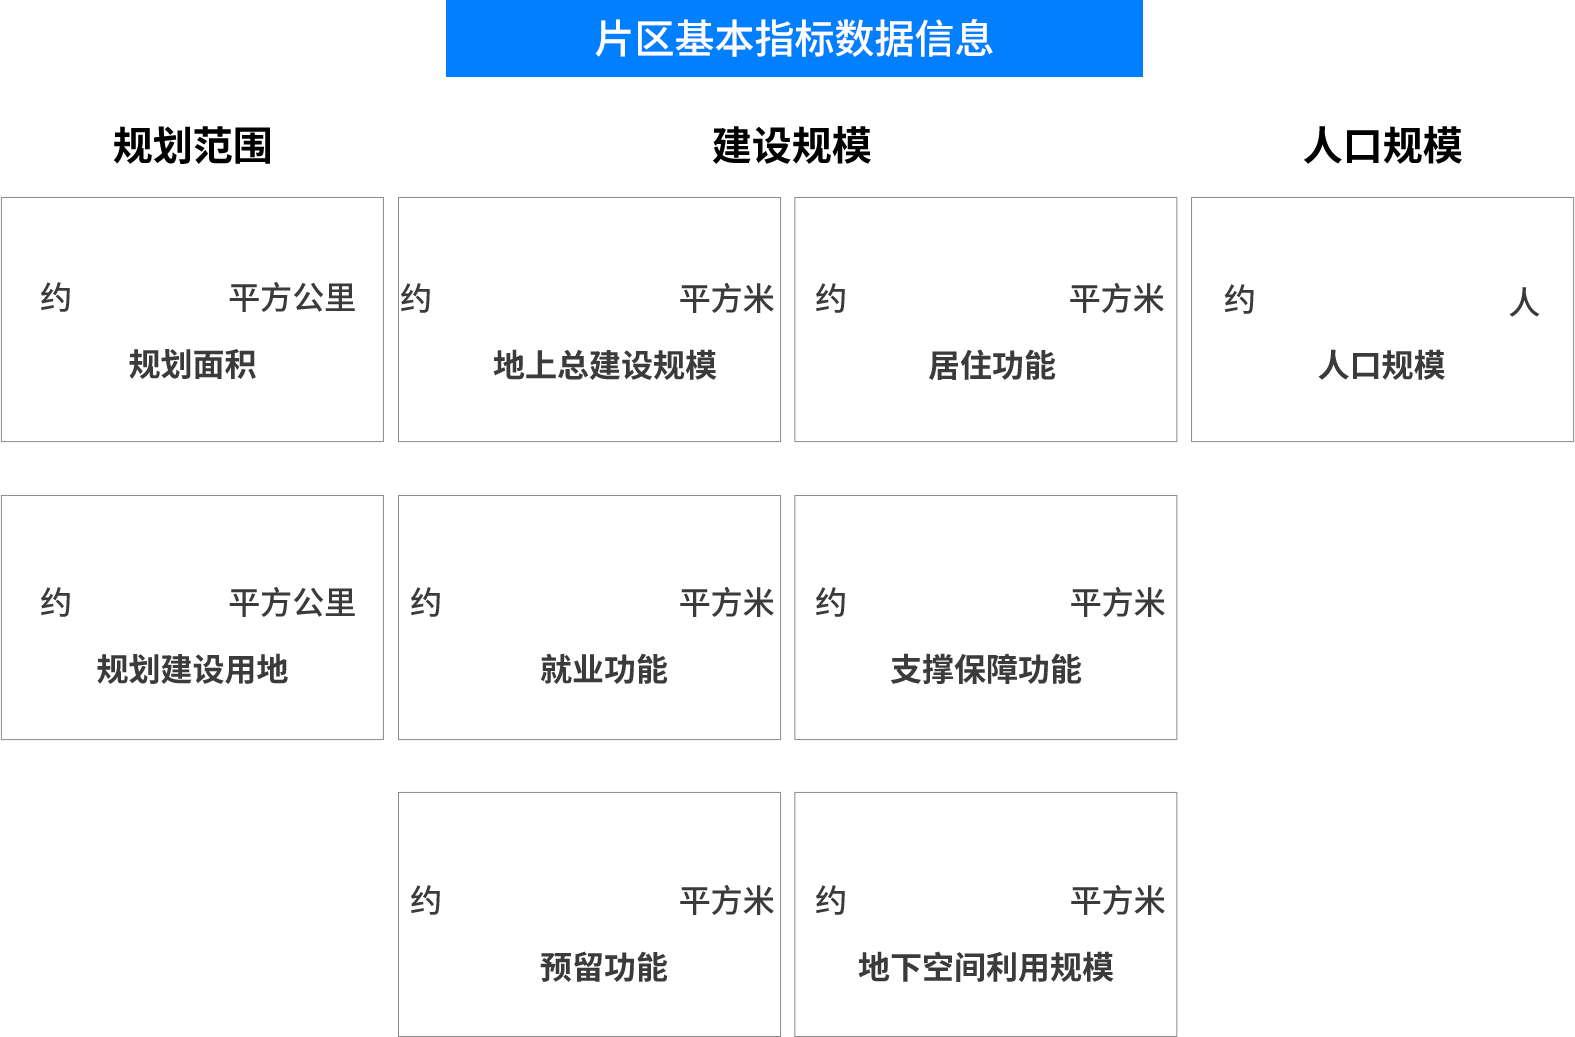 片区基本指标数据信息
规划范围 建设规模 人口规模
约 平方公里
规划面积
约 平方米
地上总建设规模
约 平方米
居住功能
约 人
人口规模
约 平方公里
规划建设用地
约 平方米
就业功能
约 平方米
支撑保障功能
约 平方米
预留功能
约 平方米
地下空间利用规模